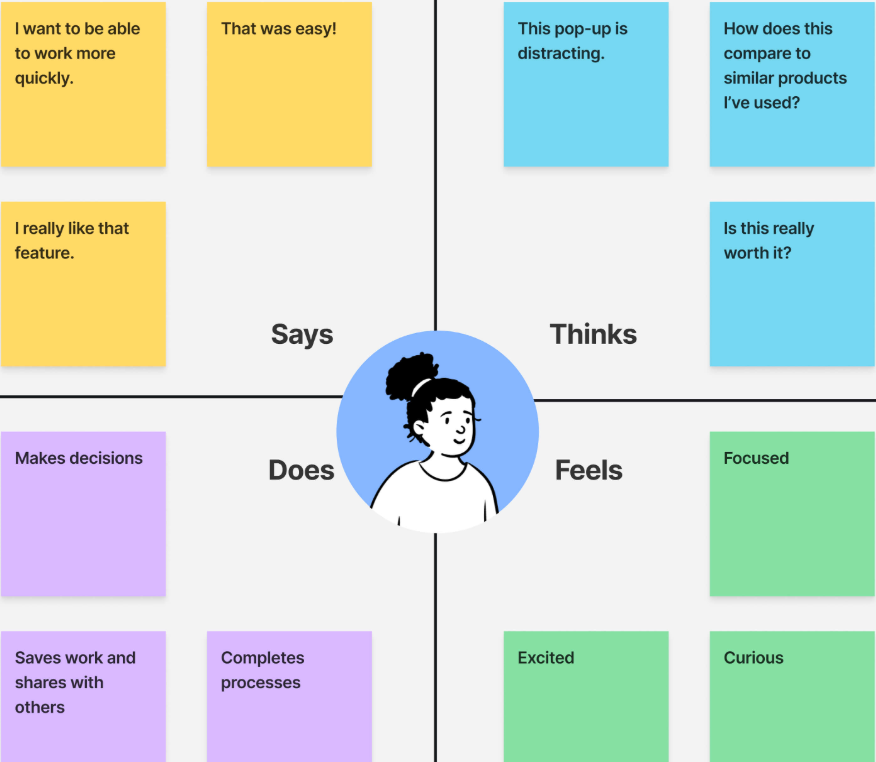 I want to be able
to work more
quickly.
That was easy!
I really like that
feature.
Says
This pop-up is
distracting.
How does this
compare to
similar products
I’ve used?
Is this really
worth it?
Thinks
Makes decisions
Does
Saves work and
shares with
others
Completes
processes
Feels
Focused
Excited
Curious